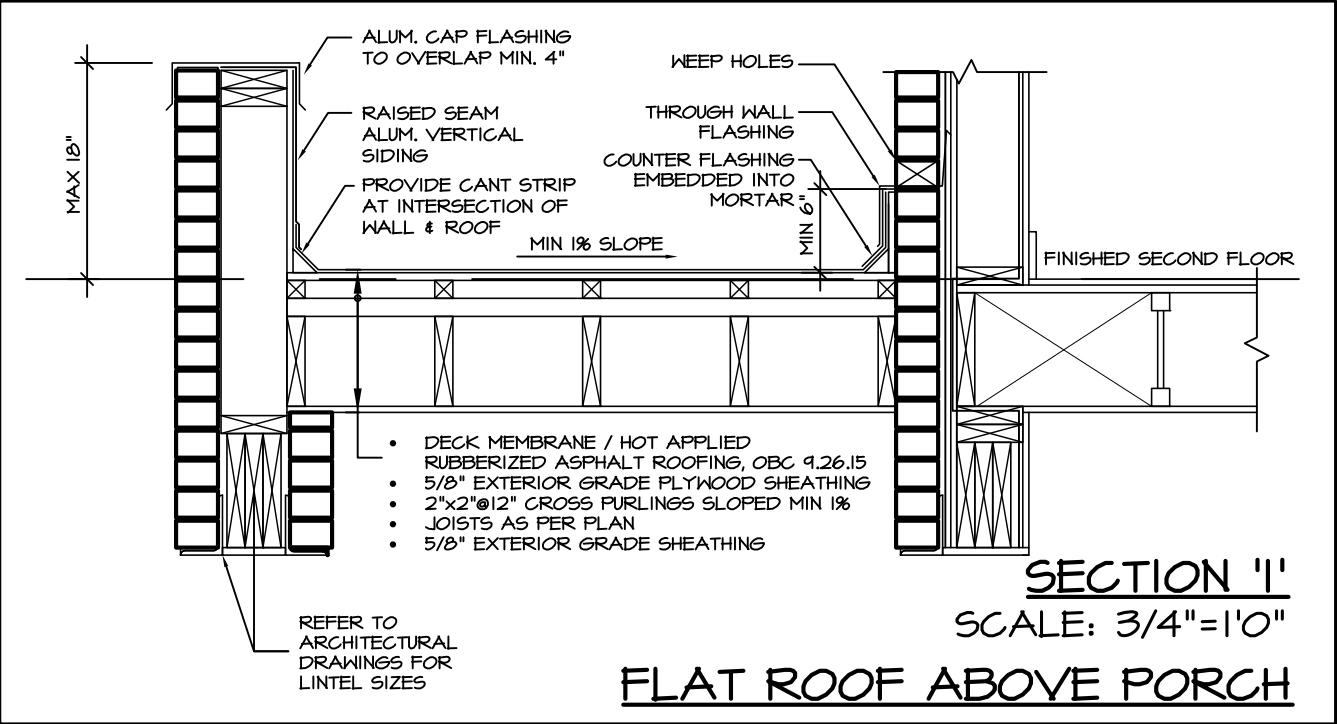 ALUM. CAP FLASHING
TO OVERLAP MIN. 4"
RAISED SEAM
ALUM. VERTICAL
SIDING
PROVIDE CANT STRIP
AT INTERSECTION OF
WALL & ROOF
MAX 18"
WEEP HOLES
THROUGH WALL
FLASHING
COUNTER FLASHING
EMBEDDED INTO
MORTAR
MIN 6"
MIN 1% SLOPE
FINISHED SECOND FLOOR
• DECK MEMBRANE / HOT APPLIED
RUBBERIZED ASPHALT ROOFING, OBC 9.26.15
• 5/8" EXTERIOR GRADE PLYWOOD SHEATHING
• 2"x2"@12" CROSS PURLINGS SLOPED MIN 1%
• JOISTS AS PER PLAN
• 5/8" EXTERIOR GRADE SHEATHING
REFER TO
ARCHITECTURAL
DRAWINGS FOR
LINTEL SIZES
SECTION '1'
SCALE: 3/4"=1'0"
FLAT ROOF ABOVE PORCH